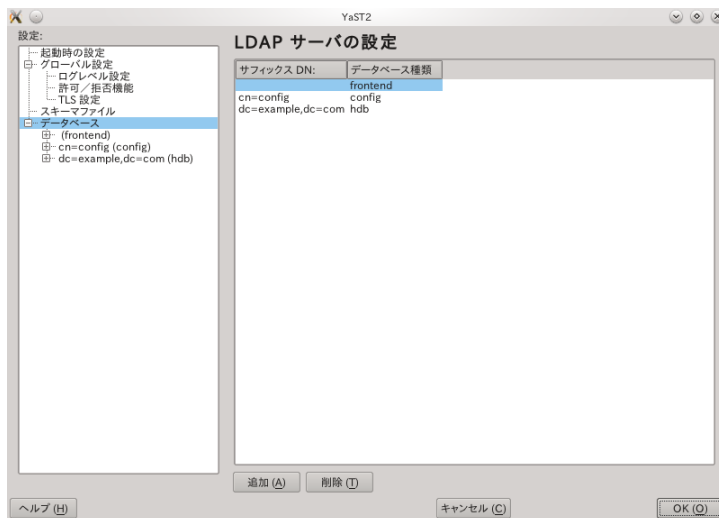 YaST2
設定:
起動時の設定
グローバル設定
ログレベル設定
許可／拒否機能
TLS 設定
スキーマファイル
データベース
(frontend)
cn=config (config)
dc=example,dc=com (hdb)
LDAP サーバの設定
サフィックス DN: データベース種類
frontend
cn=config config
dc=example,dc=com hdb
追加 (A) 削除 (T)
ヘルプ (H) キャンセル (C) OK (O)